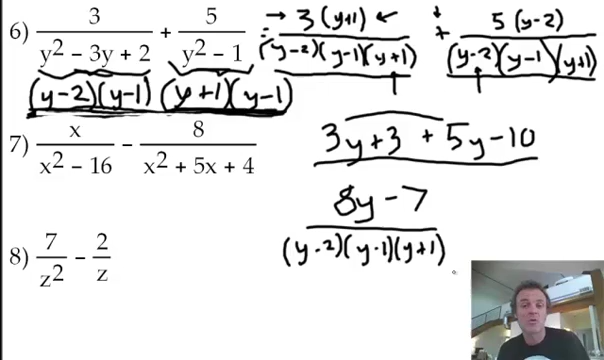 6) 3/(y² − 3y + 2) + 5/(y² − 1) = 3(y+1)/((y−2)(y−1)(y+1)) + 5(y−2)/((y−2)(y−1)(y+1))
(y−2)(y−1) (y+1)(y−1)
3y+3 + 5y−10
7) x/(x² − 16) − 8/(x² + 5x + 4)
8y−7/((y−2)(y−1)(y+1))
8) 7/z² − 2/z